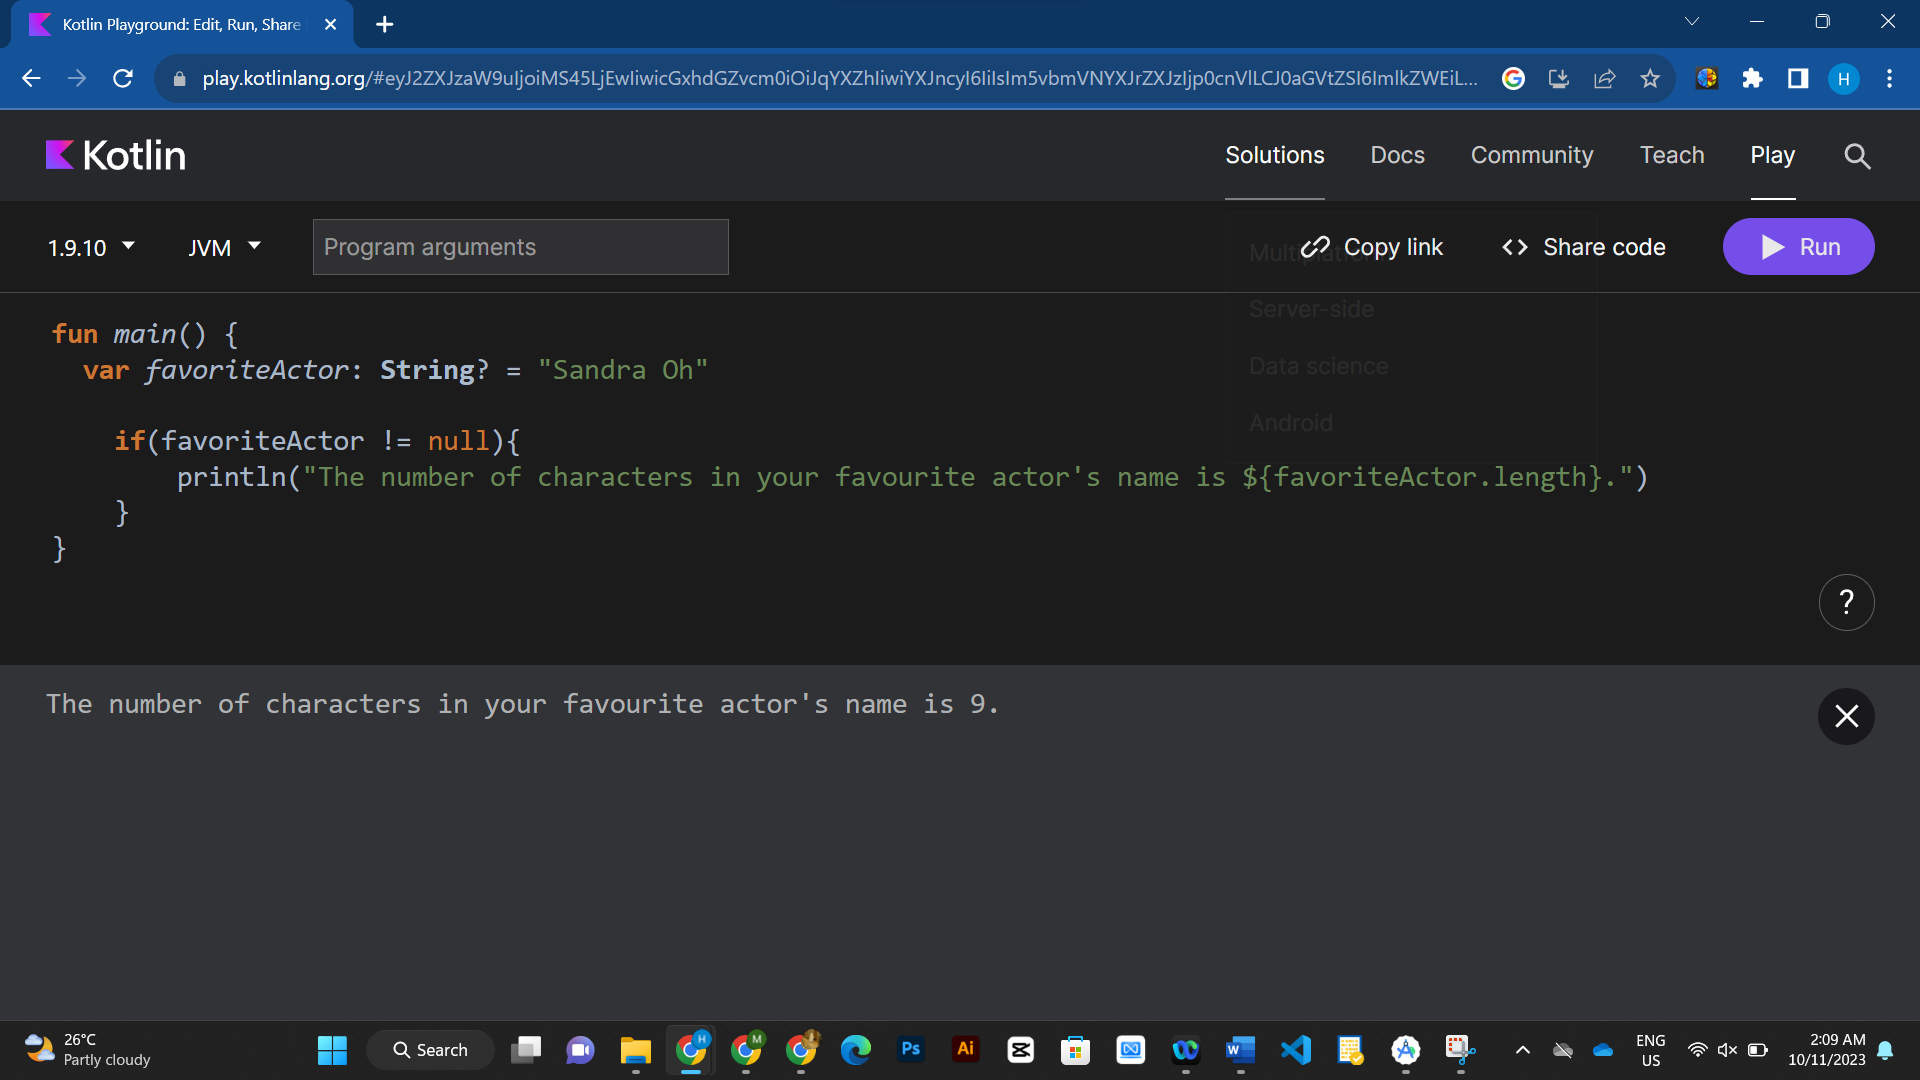 Kotlin Playground: Edit, Run, Share
play.kotlinlang.org/#eyJ2ZXJzaW9uIjoiMS45LjEwIiwicGxhdGZvcm0iOiJqYXZhIiwiYXJncyI6IiIsIm5vbmVNYXJrZXJzIjp0cnVlLCJ0aGVtZSI6ImlkZWEiL...
H
Kotlin
Solutions Docs Community Teach Play
1.9.10 JVM Program arguments Copy link Share code Run
Multiplatform
Server-side
Data science
Android
fun main() {
  var favoriteActor: String? = "Sandra Oh"
    if(favoriteActor != null){
        println("The number of characters in your favourite actor's name is ${favoriteActor.length}.")
    }
}
?
The number of characters in your favourite actor's name is 9.
26°C
Partly cloudy
Search
H
M
Ps
Ai
W
ENG
US
2:09 AM
10/11/2023